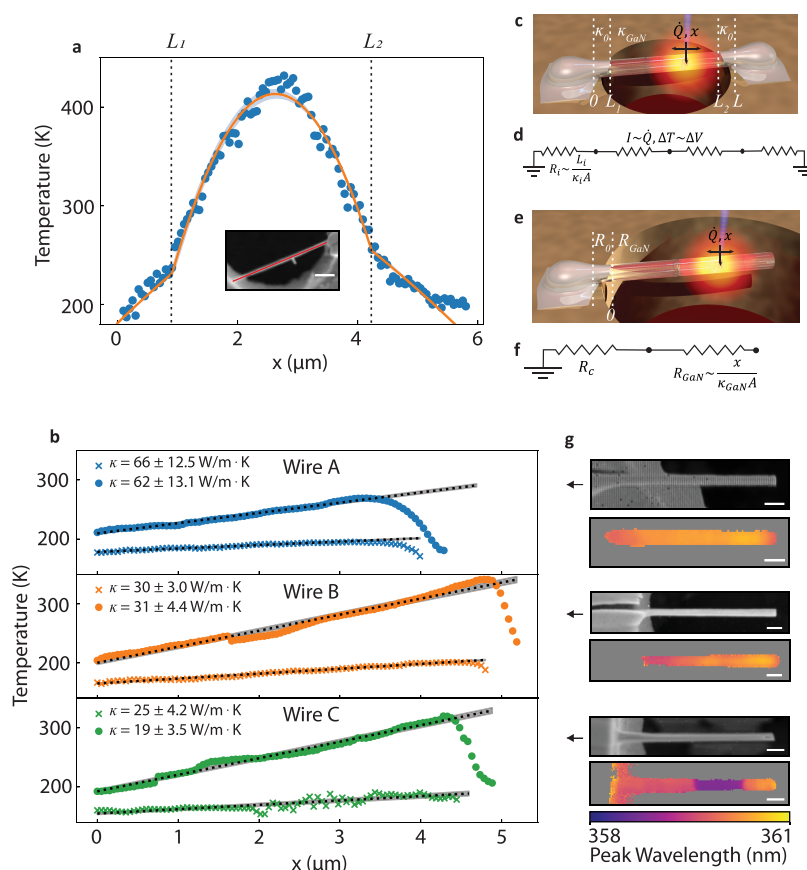 a
L₁
L₂
Temperature (K)
400
300
200
0
2
4
6
x (μm)
c
κ₀
κ_GaN
Q̇, x
κ₀
0
L₁
L₂
L
d
I~Q̇, ΔT~ΔV
R_i~ L_i / κ_i A
e
R₀
R_GaN
Q̇, x
0
f
R_c
R_GaN~ x / κ_GaN A
b
Temperature (K)
κ = 66 ± 12.5 W/m · K
κ = 62 ± 13.1 W/m · K
Wire A
300
200
κ = 30 ± 3.0 W/m · K
κ = 31 ± 4.4 W/m · K
Wire B
300
200
κ = 25 ± 4.2 W/m · K
κ = 19 ± 3.5 W/m · K
Wire C
300
200
0
1
2
3
4
5
x (μm)
g
358
361
Peak Wavelength (nm)